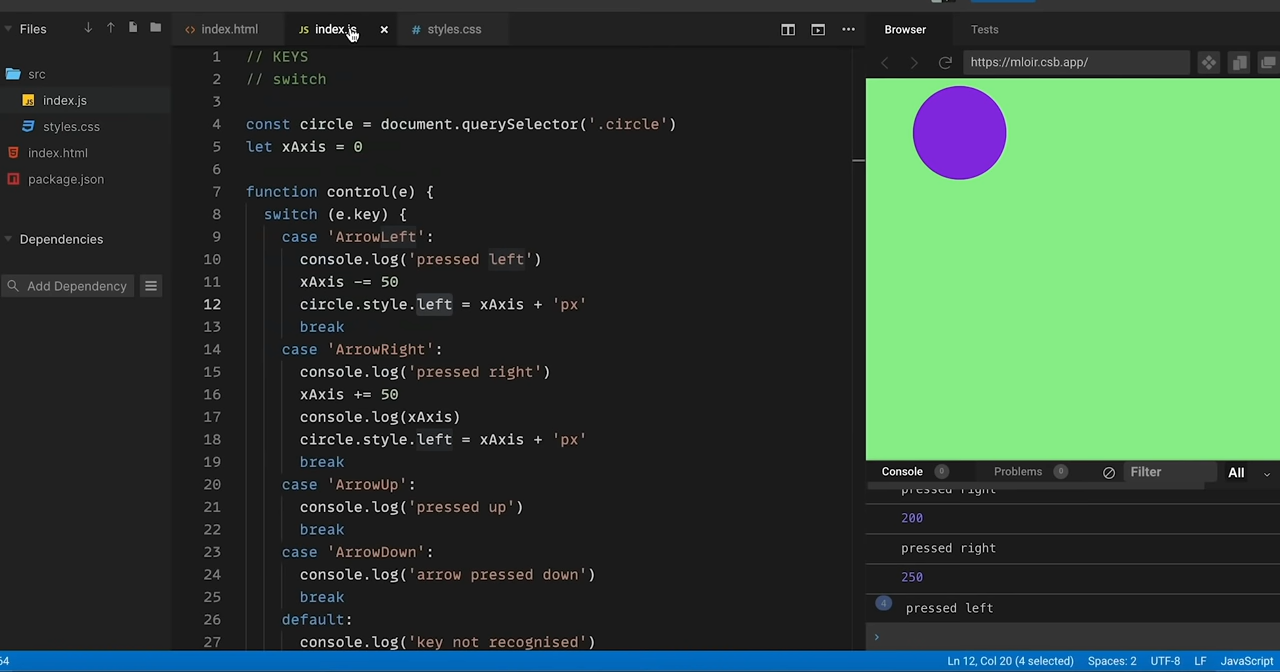 Files
index.html
index.js
styles.css
Browser
Tests
https://mloir.csb.app/
src
index.js
styles.css
index.html
package.json
Dependencies
Add Dependency
1 // KEYS
2 // switch
3
4 const circle = document.querySelector('.circle')
5 let xAxis = 0
6
7 function control(e) {
8 switch (e.key) {
9 case 'ArrowLeft':
10 console.log('pressed left')
11 xAxis -= 50
12 circle.style.left = xAxis + 'px'
13 break
14 case 'ArrowRight':
15 console.log('pressed right')
16 xAxis += 50
17 console.log(xAxis)
18 circle.style.left = xAxis + 'px'
19 break
20 case 'ArrowUp':
21 console.log('pressed up')
22 break
23 case 'ArrowDown':
24 console.log('arrow pressed down')
25 break
26 default:
27 console.log('key not recognised')
Console 0 Problems 0 Filter All
pressed right
200
pressed right
250
4 pressed left
64
Ln 12, Col 20 (4 selected) Spaces: 2 UTF-8 LF JavaScript